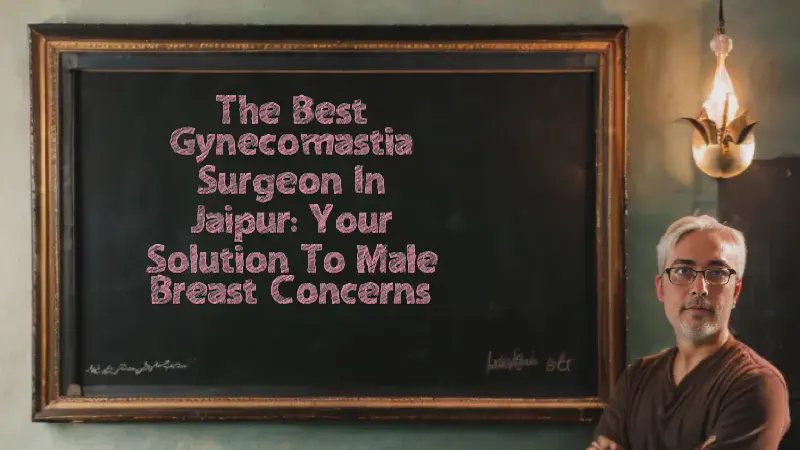 The Best
Gynecomastia
Surgeon In
Jaipur: Your
Solution To Male
Breast Concerns